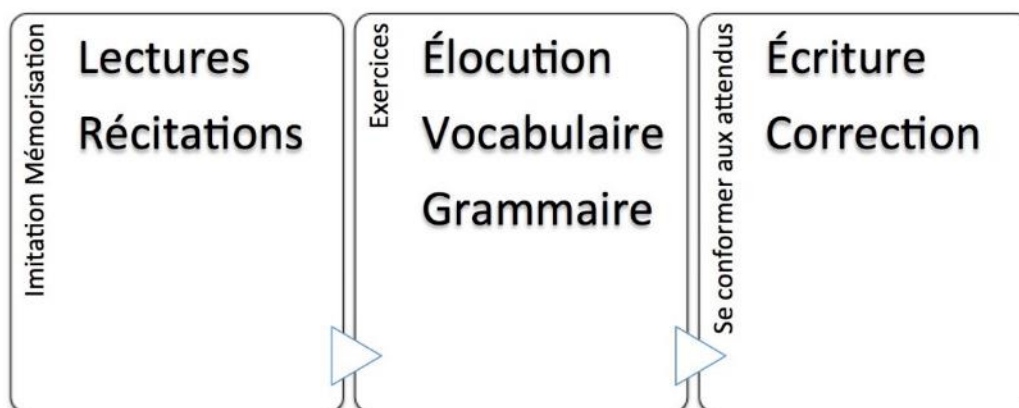 Imitation Mémorisation
Lectures
Récitations
Exercices
Élocution
Vocabulaire
Grammaire
Se conformer aux attendus
Écriture
Correction